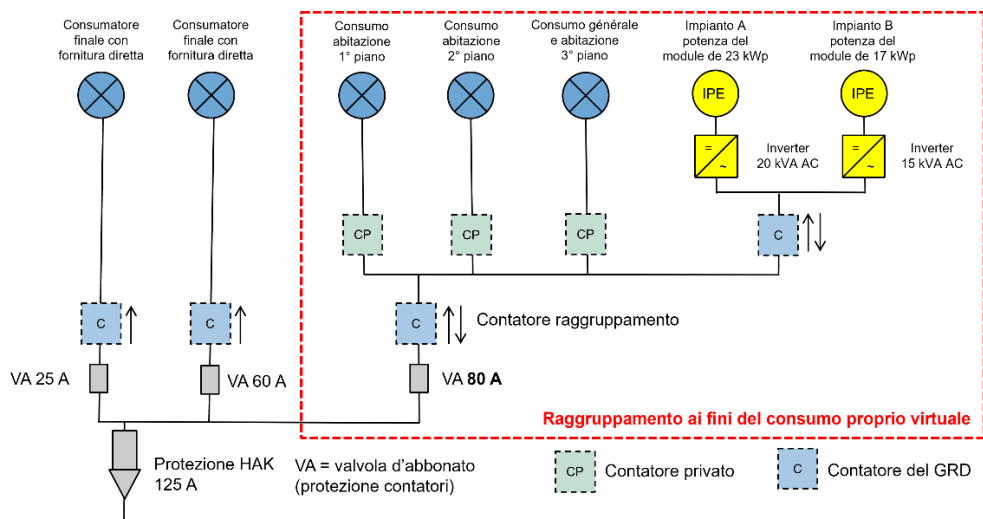 Consumatore
finale con
fornitura diretta
Consumatore
finale con
fornitura diretta
Consumo
abitazione
1° piano
Consumo
abitazione
2° piano
Consumo générale
e abitazione
3° piano
Impianto A
potenza del
module de 23 kWp
Impianto B
potenza del
module de 17 kWp
IPE
IPE
=
~
Inverter
20 kVA AC
=
~
Inverter
15 kVA AC
CP
CP
CP
C
C
C
C
Contatore raggruppamento
VA 25 A
VA 60 A
VA 80 A
Raggruppamento ai fini del consumo proprio virtuale
Protezione HAK
125 A
VA = valvola d'abbonato
(protezione contatori)
CP
Contatore privato
C
Contatore del GRD